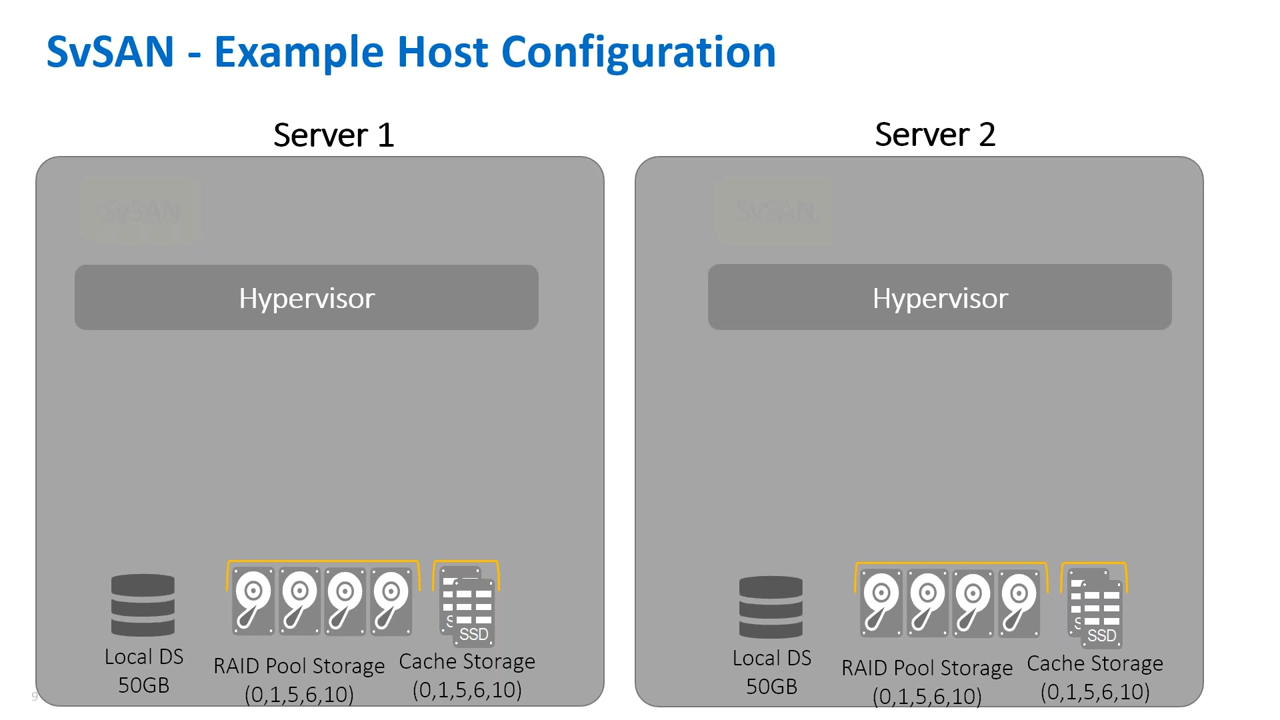 SvSAN - Example Host Configuration
Server 1
Server 2
SvSAN
SvSAN
Hypervisor
Hypervisor
SSD
SSD
Local DS
50GB
RAID Pool Storage
(0,1,5,6,10)
Cache Storage
(0,1,5,6,10)
Local DS
50GB
RAID Pool Storage
(0,1,5,6,10)
Cache Storage
(0,1,5,6,10)
9